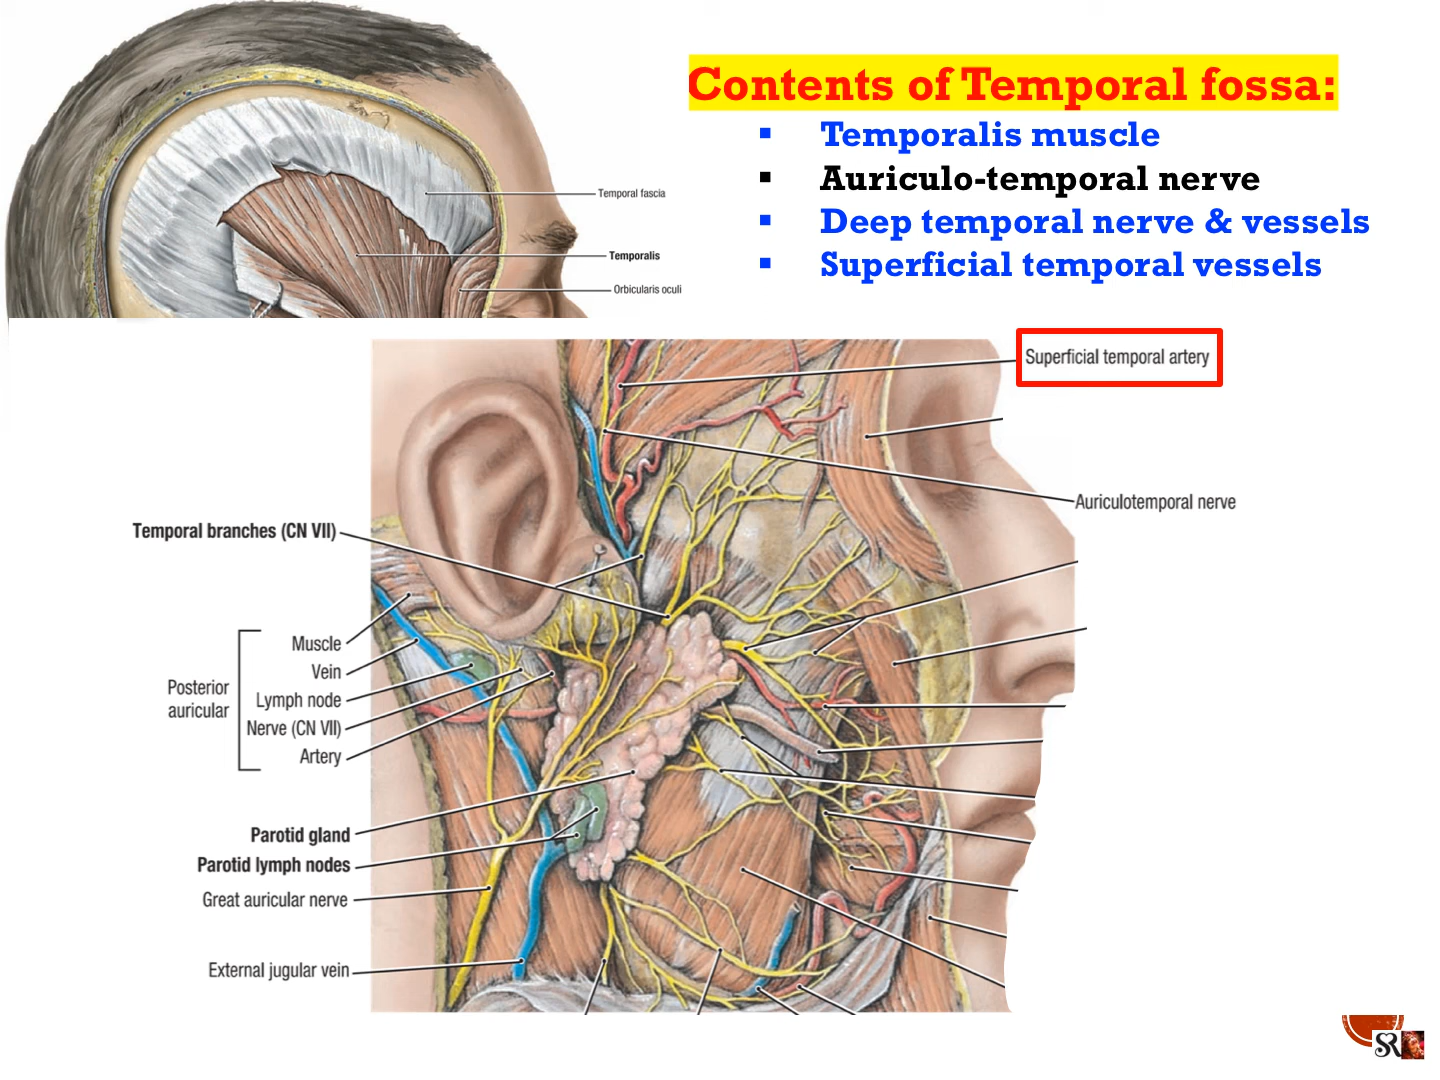 Contents of Temporal fossa:
▪ Temporalis muscle
▪ Auriculo-temporal nerve
▪ Deep temporal nerve & vessels
▪ Superficial temporal vessels
Temporal fascia
Temporalis
Orbicularis oculi
Superficial temporal artery
Auriculotemporal nerve
Temporal branches (CN VII)
Posterior
auricular
Muscle
Vein
Lymph node
Nerve (CN VII)
Artery
Parotid gland
Parotid lymph nodes
Great auricular nerve
External jugular vein
SR